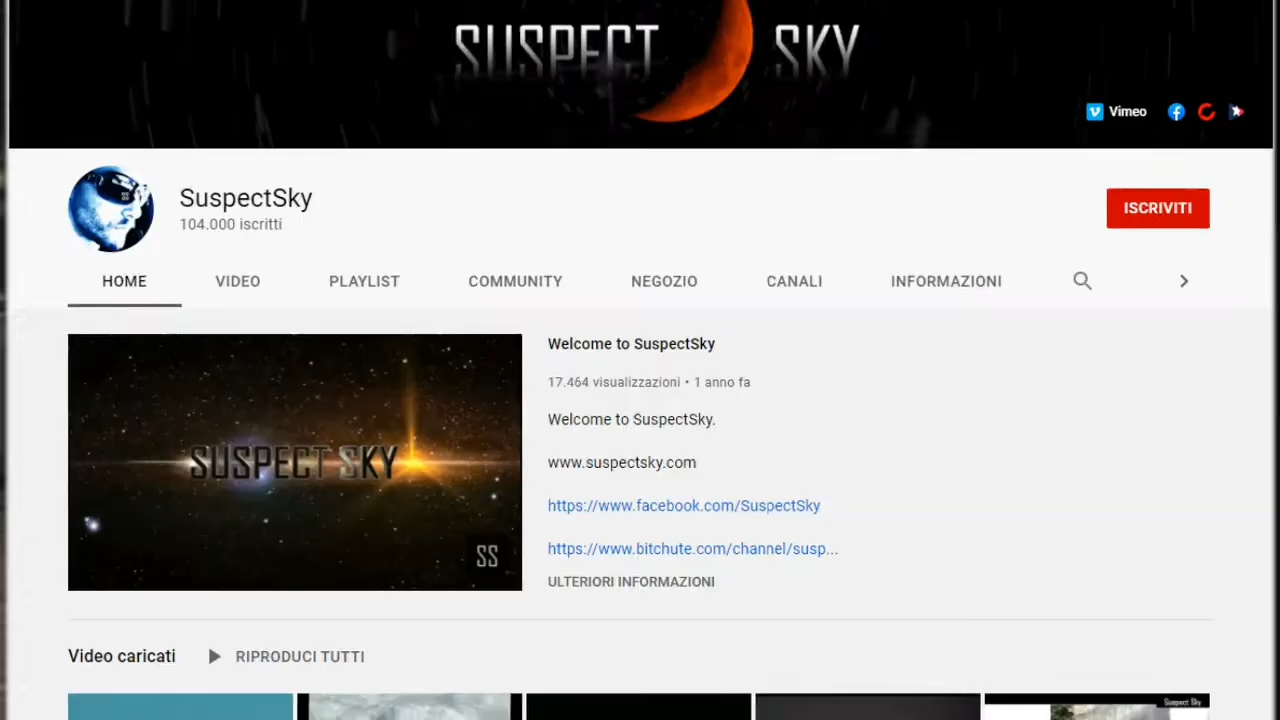 SUSPECT SKY
Vimeo
SuspectSky
104.000 iscritti
ISCRIVITI
HOME VIDEO PLAYLIST COMMUNITY NEGOZIO CANALI INFORMAZIONI
SUSPECT SKY
SS
Welcome to SuspectSky
17.464 visualizzazioni • 1 anno fa
Welcome to SuspectSky.
www.suspectsky.com
https://www.facebook.com/SuspectSky
https://www.bitchute.com/channel/susp...
ULTERIORI INFORMAZIONI
Video caricati RIPRODUCI TUTTI
Suspect Sky